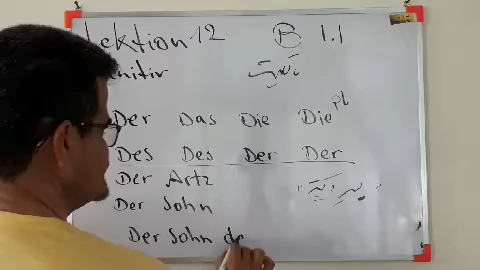 Lektion 12 B 1.1
enitiv
Der Das Die Die Pl
Des Des Der Der
Der Artz
Der Sohn
Der Sohn de